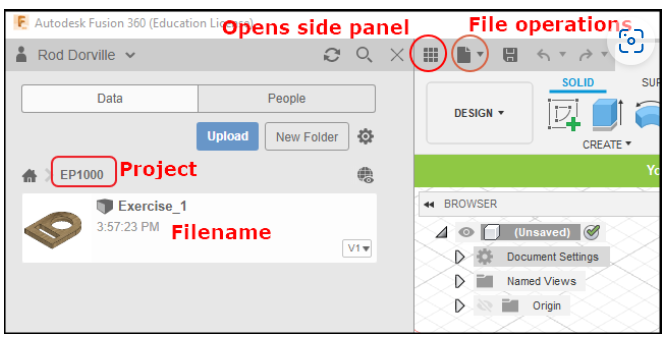 Autodesk Fusion 360 (Education License)
Opens side panel
File operations
Rod Dorville
Data
People
Upload
New Folder
EP1000
Project
Exercise_1
3:57:23 PM
Filename
V1
DESIGN
SOLID
SUF
CREATE
Yo
BROWSER
(Unsaved)
Document Settings
Named Views
Origin